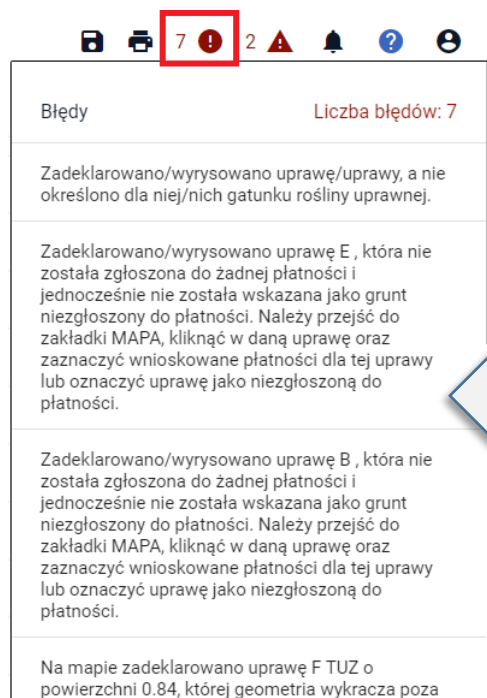 7 2
Błędy Liczba błędów: 7
Zadeklarowano/wyrysowano uprawę/uprawy, a nie
określono dla niej/nich gatunku rośliny uprawnej.
Zadeklarowano/wyrysowano uprawę E , która nie
została zgłoszona do żadnej płatności i
jednocześnie nie została wskazana jako grunt
niezgłoszony do płatności. Należy przejść do
zakładki MAPA, kliknąć w daną uprawę oraz
zaznaczyć wnioskowane płatności dla tej uprawy
lub oznaczyć uprawę jako niezgłoszoną do
płatności.
Zadeklarowano/wyrysowano uprawę B , która nie
została zgłoszona do żadnej płatności i
jednocześnie nie została wskazana jako grunt
niezgłoszony do płatności. Należy przejść do
zakładki MAPA, kliknąć w daną uprawę oraz
zaznaczyć wnioskowane płatności dla tej uprawy
lub oznaczyć uprawę jako niezgłoszoną do
płatności.
Na mapie zadeklarowano uprawę F TUZ o
powierzchni 0.84, której geometria wykracza poza